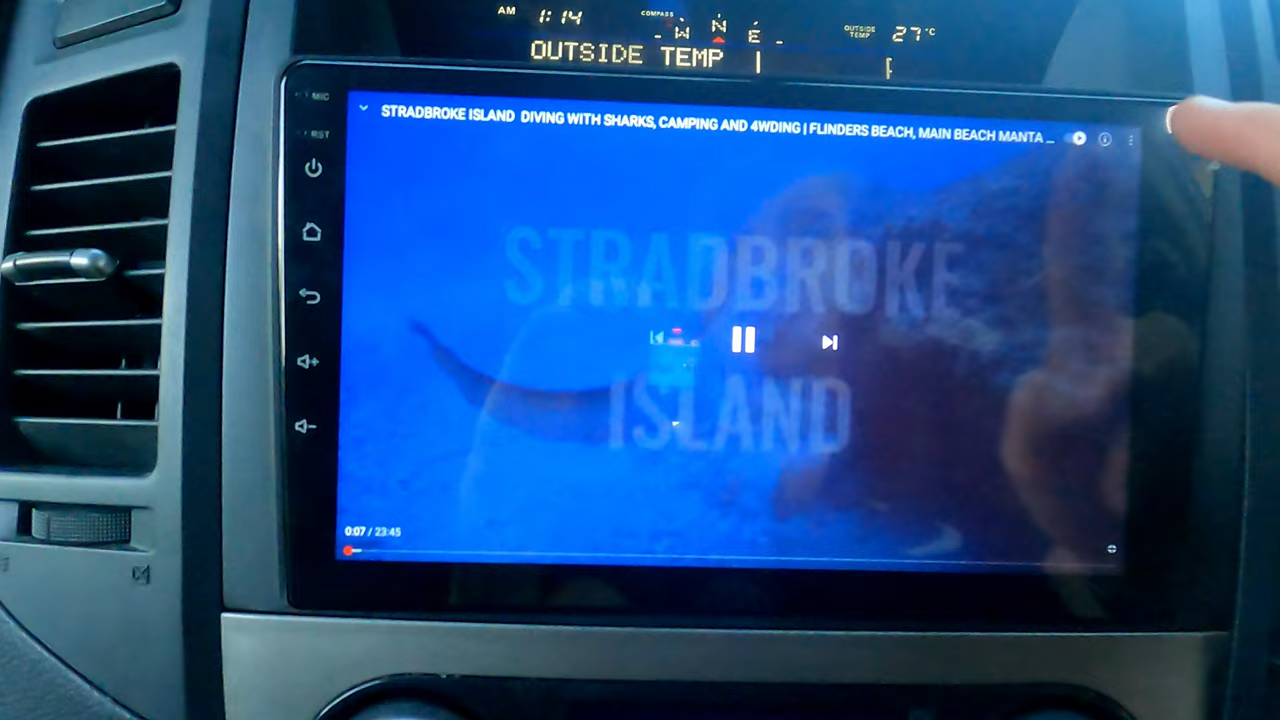 AM 1:14 COMPASS W N E OUTSIDE TEMP 27°C
OUTSIDE TEMP
MIC
RST
STRADBROKE ISLAND DIVING WITH SHARKS, CAMPING AND 4WDING | FLINDERS BEACH, MAIN BEACH MANTA ...
STRADBROKE
ISLAND
0:07 / 23:45